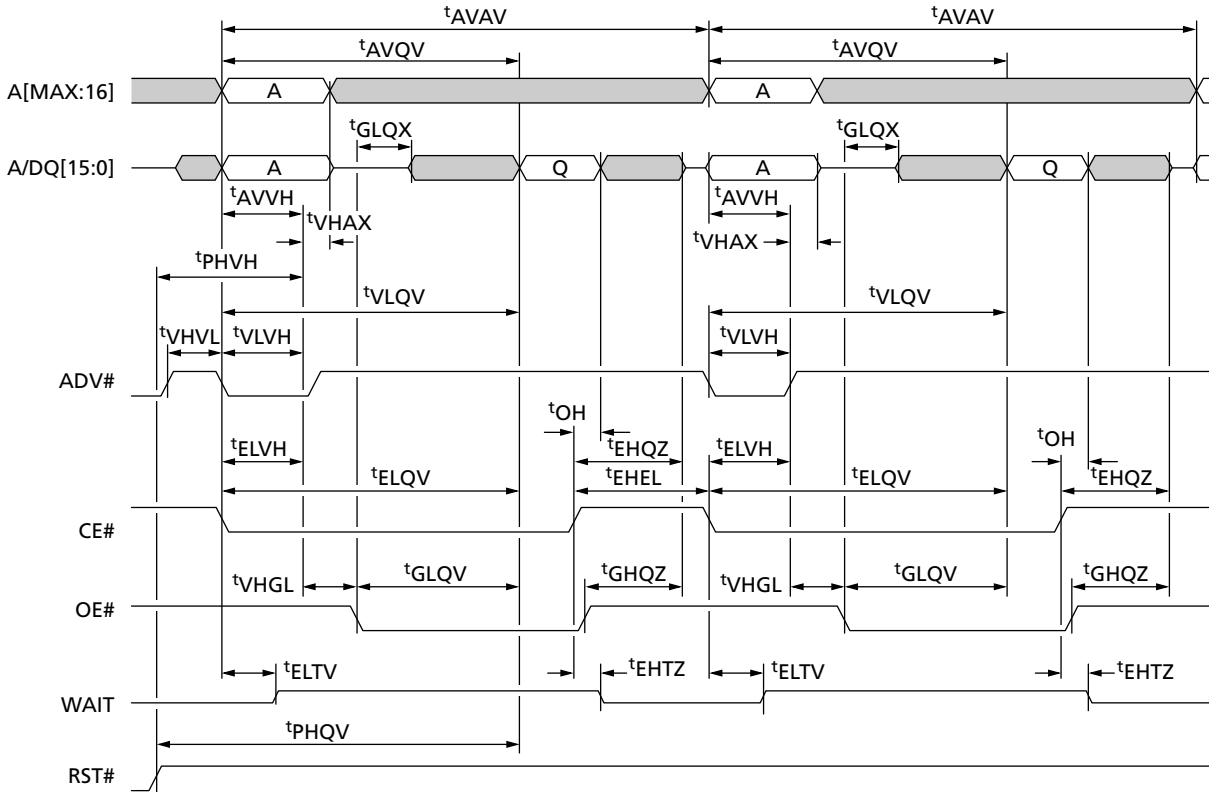 tAVAV tAVAV
tAVQV tAVQV
A[MAX:16] A A
tGLQX tGLQX
A/DQ[15:0] A Q A Q
tAVVH tAVVH
tVHAX tVHAX
tPHVH
tVLQV tVLQV
tVHVL tVLVH tVLVH
ADV#
tOH tOH
tELVH tEHQZ tELVH
tELQV tEHEL tELQV tEHQZ
CE#
tVHGL tGLQV tGHQZ tVHGL tGLQV tGHQZ
OE#
tELTV tEHTZ tELTV tEHTZ
WAIT
tPHQV
RST#